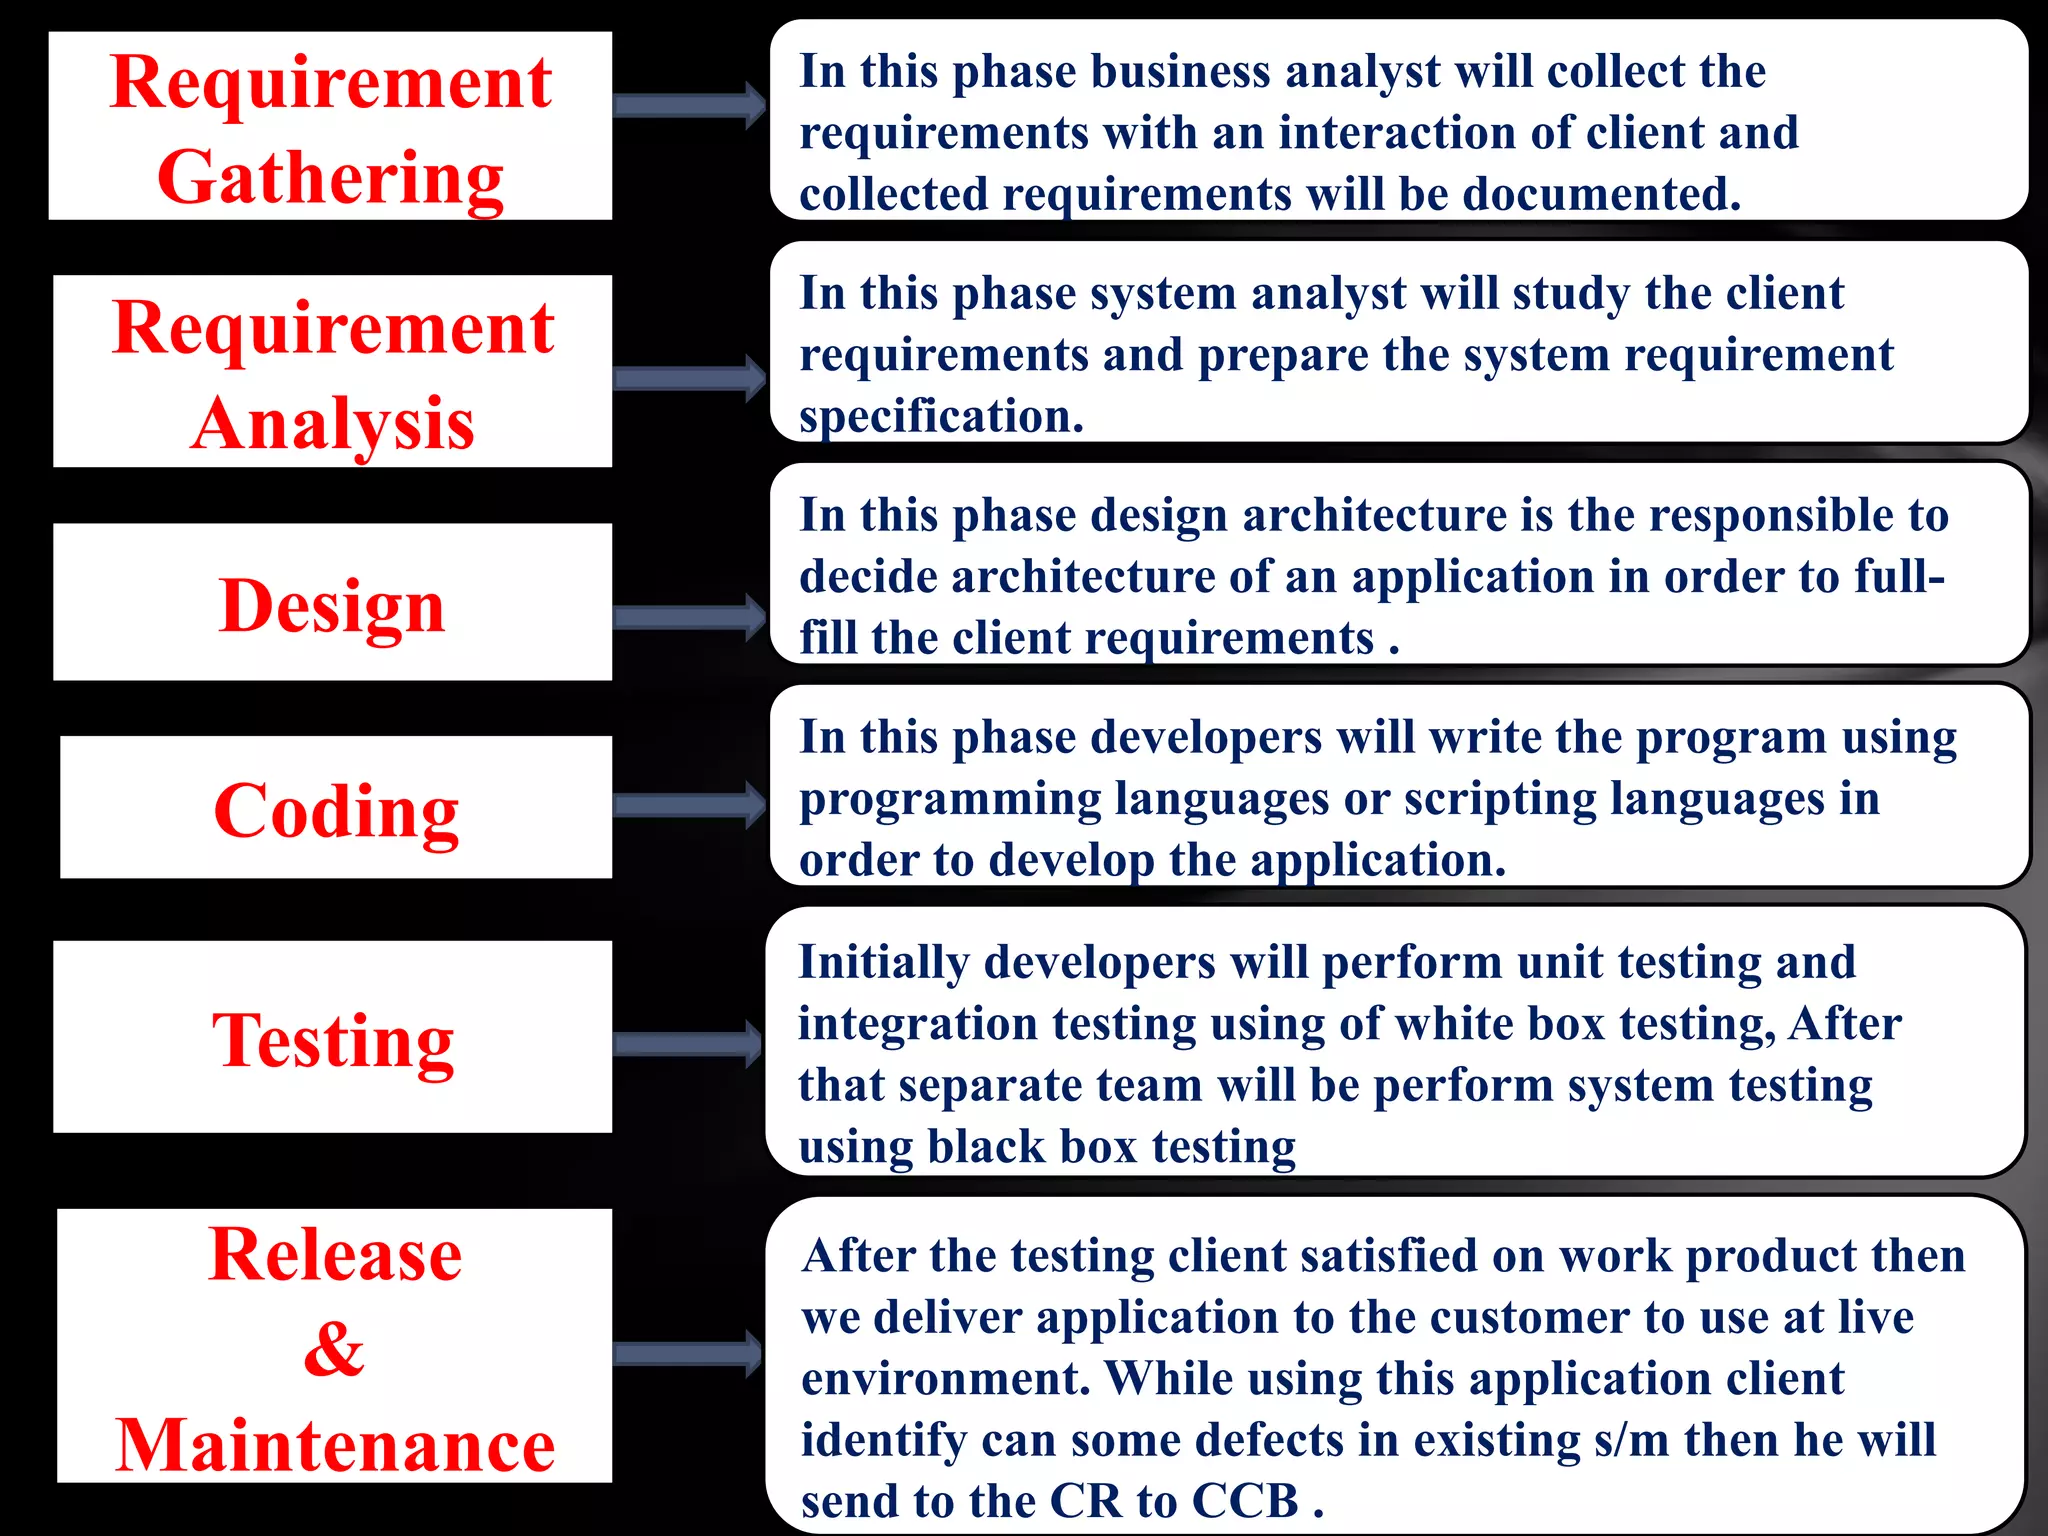 Requirement
Gathering
In this phase business analyst will collect the
requirements with an interaction of client and
collected requirements will be documented.
Requirement
Analysis
In this phase system analyst will study the client
requirements and prepare the system requirement
specification.
Design
In this phase design architecture is the responsible to
decide architecture of an application in order to full-
fill the client requirements .
Coding
In this phase developers will write the program using
programming languages or scripting languages in
order to develop the application.
Testing
Initially developers will perform unit testing and
integration testing using of white box testing, After
that separate team will be perform system testing
using black box testing
Release
&
Maintenance
After the testing client satisfied on work product then
we deliver application to the customer to use at live
environment. While using this application client
identify can some defects in existing s/m then he will
send to the CR to CCB .